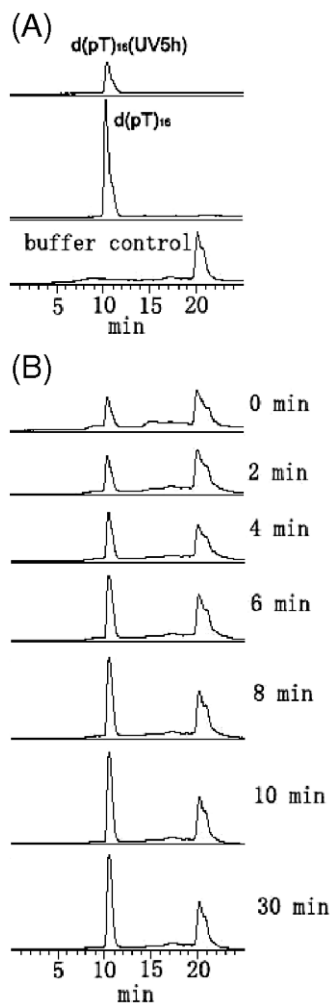 (A)
d(pT)₁₆(UV5h)
d(pT)₁₆
buffer control
5 10 15 20
min
(B)
0 min
2 min
4 min
6 min
8 min
10 min
30 min
5 10 15 20
min